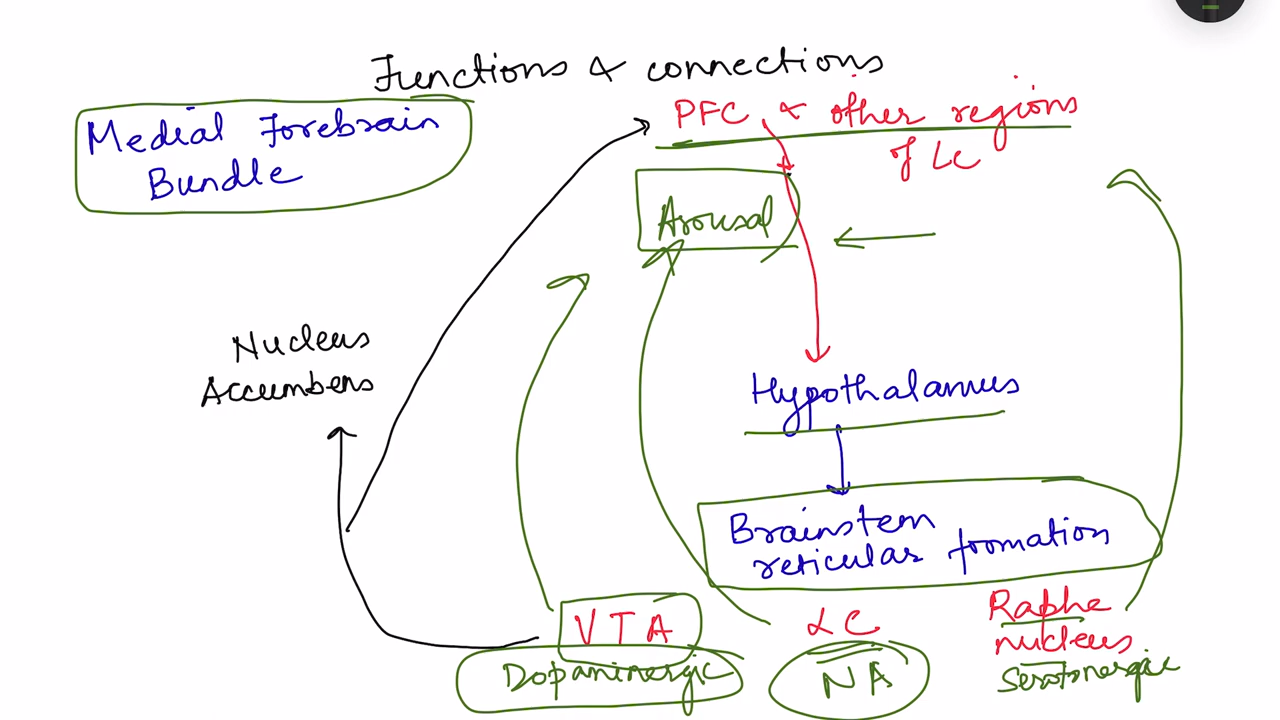 Functions & connections
Medial Forebrain
Bundle
PFC & other regions
of LC
Arousal
Nucleus
Accumbens
Hypothalamus
Brainstem
reticular formation
VTA
Dopaminergic
LC
NA
Raphe
nucleus
Serotonergic